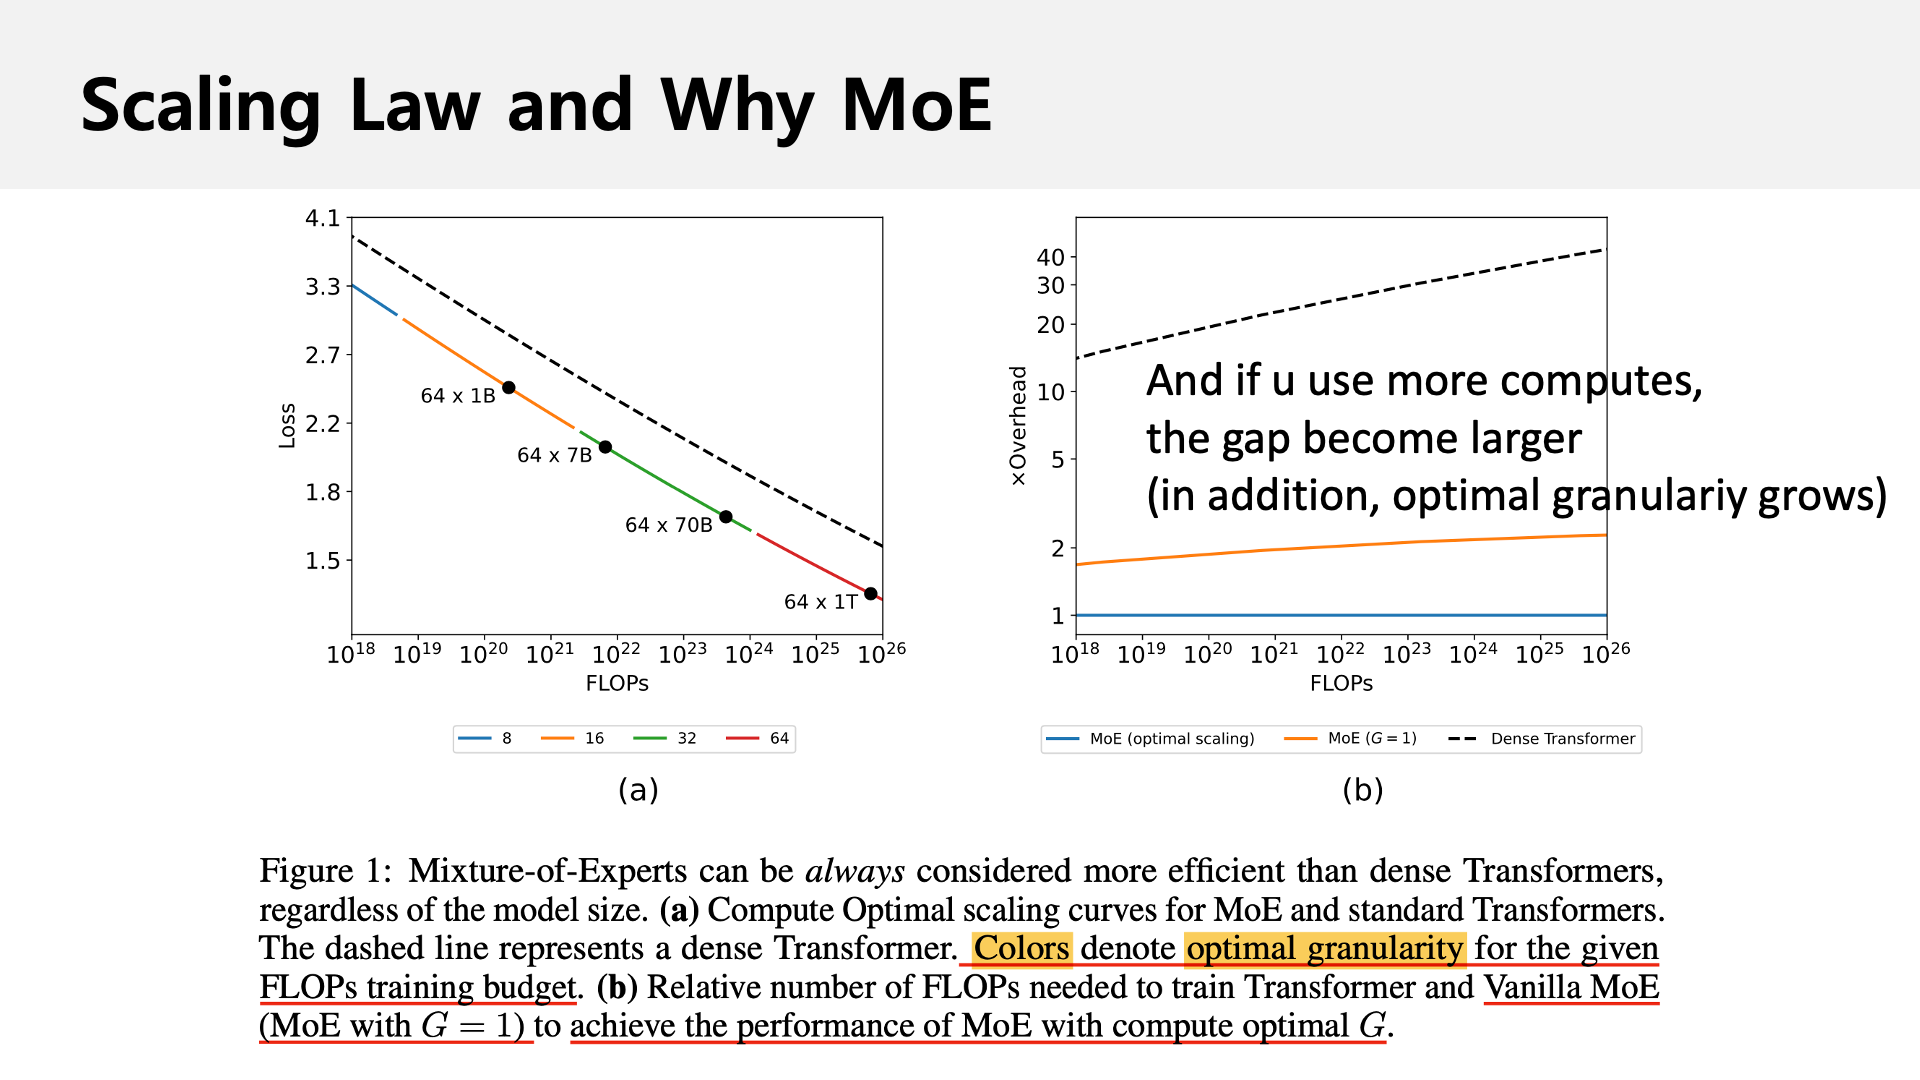 Scaling Law and Why MoE
4.1
3.3
2.7
2.2
1.8
1.5
Loss
64 x 1B
64 x 7B
64 x 70B
64 x 1T
10^18 10^19 10^20 10^21 10^22 10^23 10^24 10^25 10^26
FLOPs
8 16 32 64
(a)
40
30
20
10
5
2
1
×Overhead
And if u use more computes,
the gap become larger
(in addition, optimal granulariy grows)
10^18 10^19 10^20 10^21 10^22 10^23 10^24 10^25 10^26
FLOPs
MoE (optimal scaling) MoE (G = 1) Dense Transformer
(b)
Figure 1: Mixture-of-Experts can be always considered more efficient than dense Transformers,
regardless of the model size. (a) Compute Optimal scaling curves for MoE and standard Transformers.
The dashed line represents a dense Transformer. Colors denote optimal granularity for the given
FLOPs training budget. (b) Relative number of FLOPs needed to train Transformer and Vanilla MoE
(MoE with G = 1) to achieve the performance of MoE with compute optimal G.